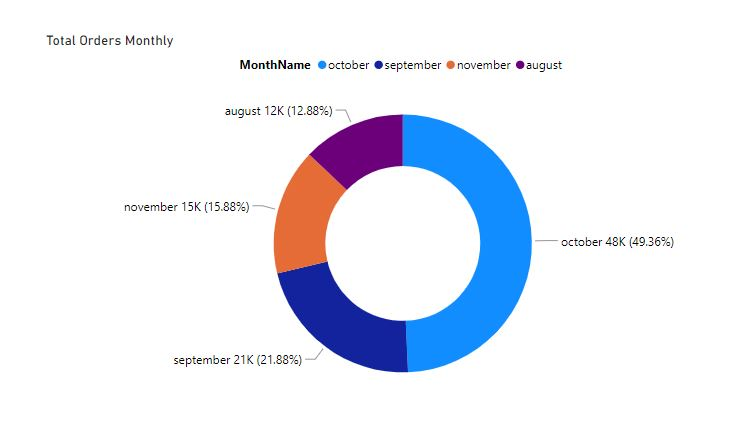 Total Orders Monthly
MonthName october september november august
august 12K (12.88%)
november 15K (15.88%)
october 48K (49.36%)
september 21K (21.88%)